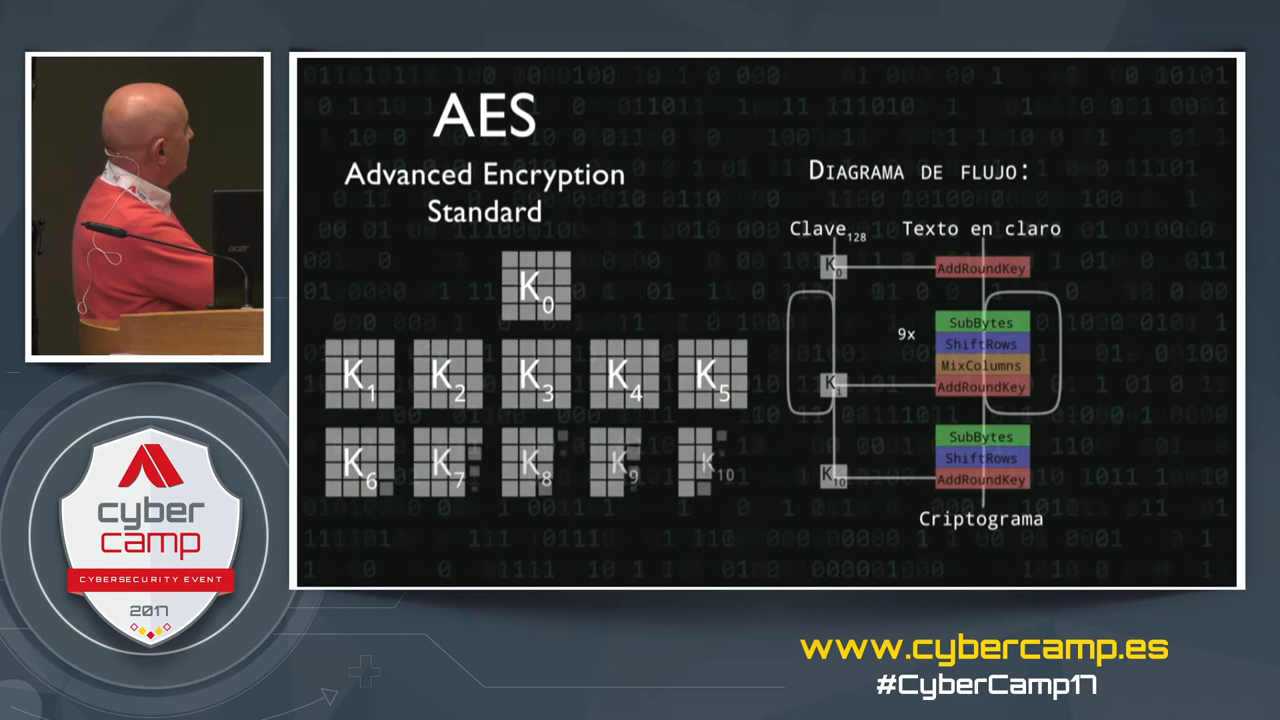 AES
Advanced Encryption
Standard
K0
K1 K2 K3 K4 K5
K6 K7 K8 K9 K10
DIAGRAMA DE FLUJO:
Clave128 Texto en claro
K0 AddRoundKey
SubBytes
9x ShiftRows
MixColumns
K1 AddRoundKey
SubBytes
ShiftRows
K10 AddRoundKey
Criptograma
acer
cyber
camp
CYBERSECURITY EVENT
2017
www.cybercamp.es
#CyberCamp17